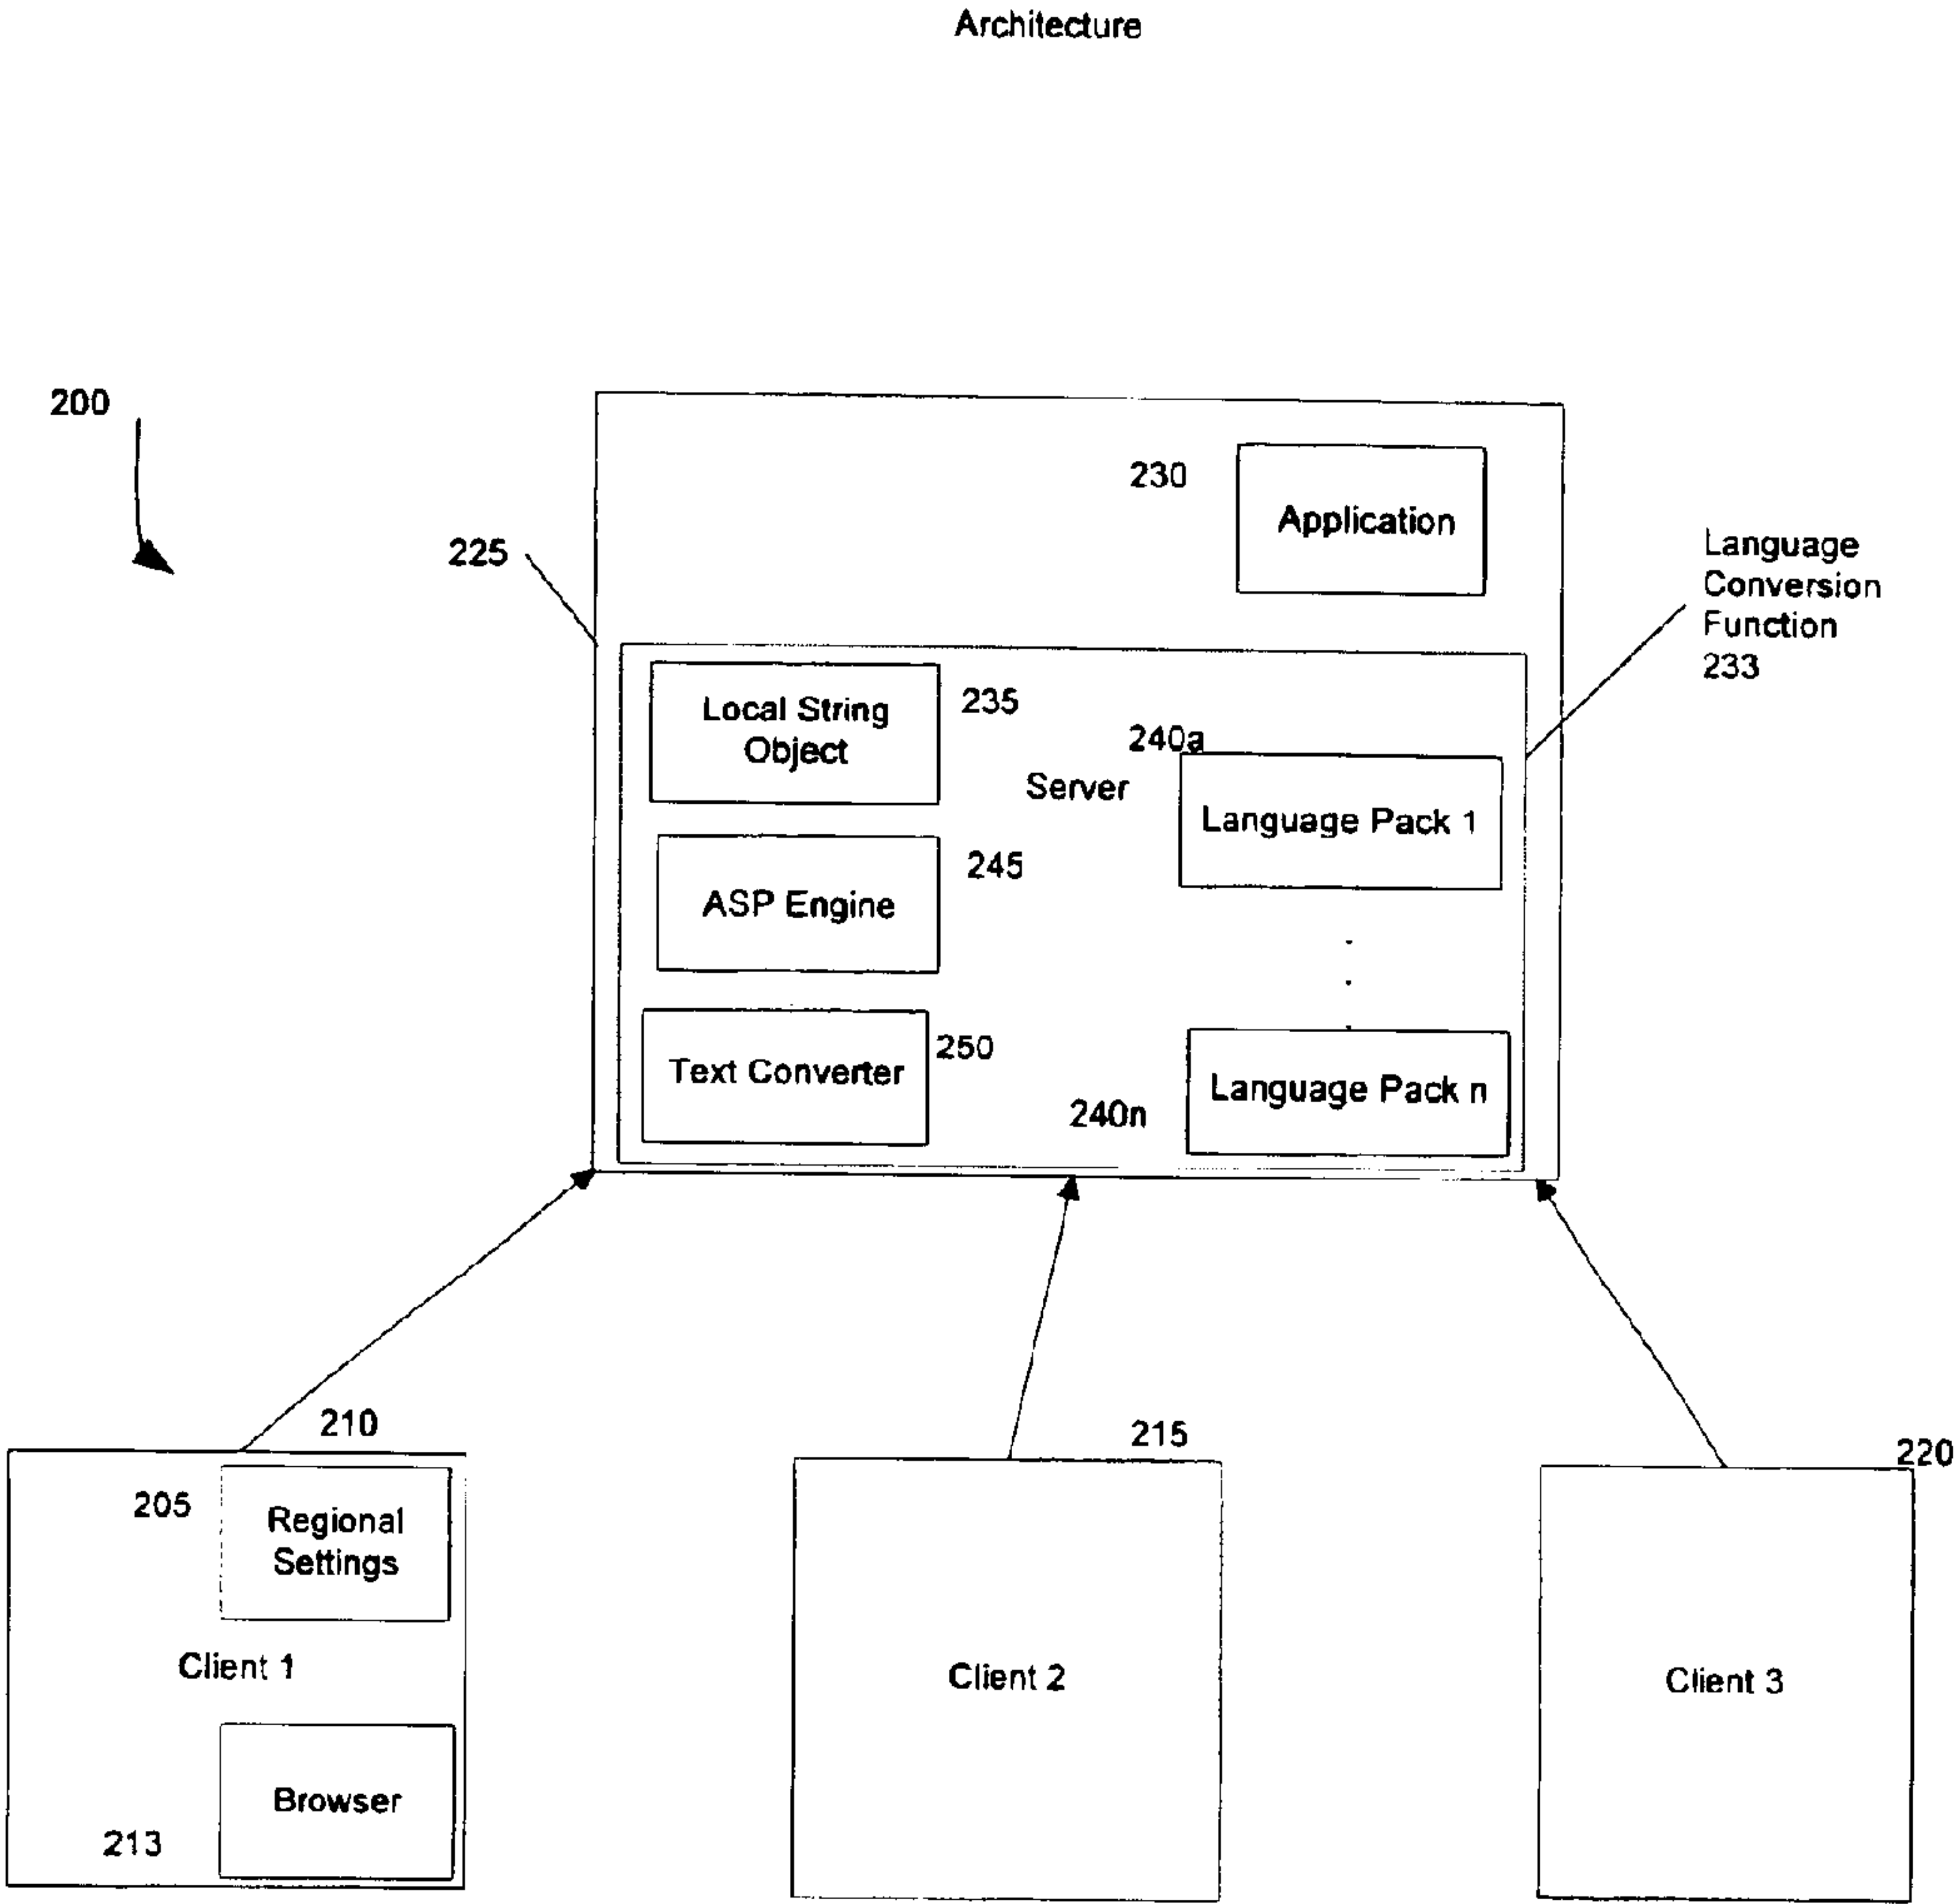 Architecture
200
230
Application
225
Language
Conversion
Function
233
Local String
Object
235
240a
Server
Language Pack 1
245
ASP Engine
250
Text Converter
240n
Language Pack n
210
205
Regional
Settings
Client 1
Browser
213
215
Client 2
220
Client 3